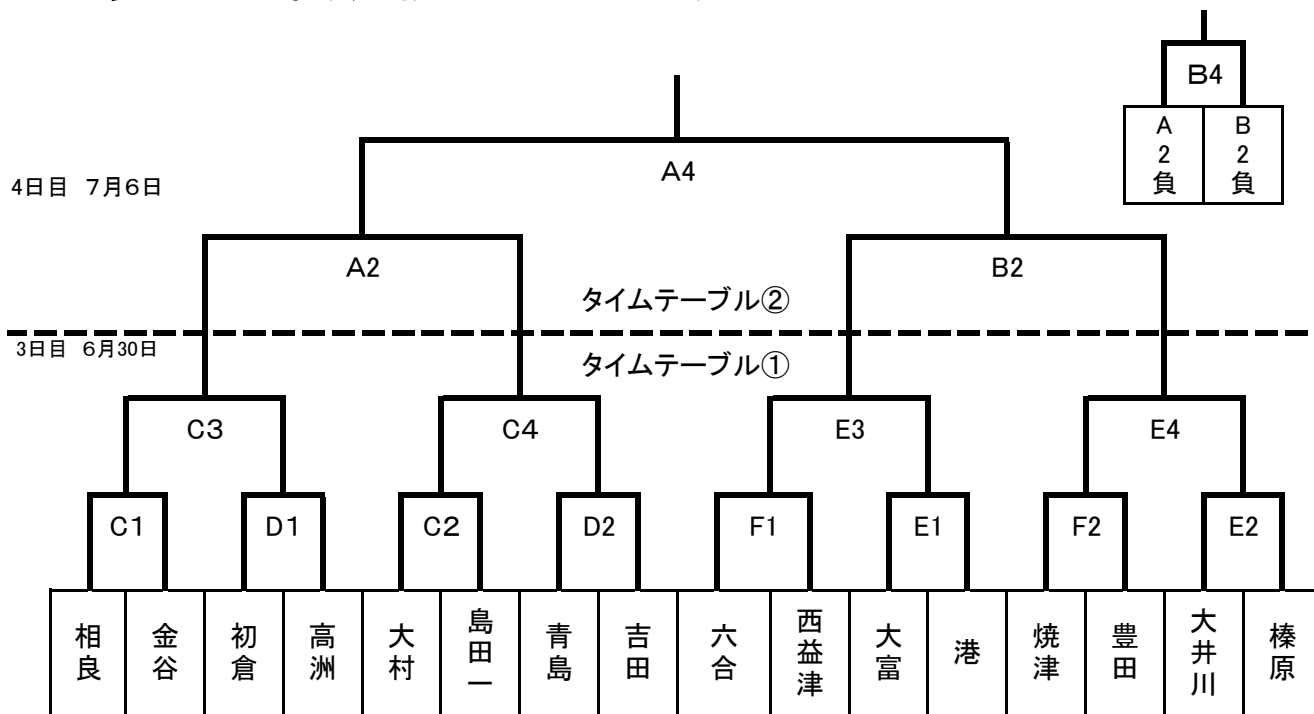 B4
A2負
B2負
A4
4日目 7月6日
A2
B2
タイムテーブル②
3日目 6月30日
タイムテーブル①
C3
C4
E3
E4
C1
D1
C2
D2
F1
E1
F2
E2
相良
金谷
初倉
高洲
大村
島田一
青島
吉田
六合
西益津
大富
港
焼津
豊田
大井川
榛原